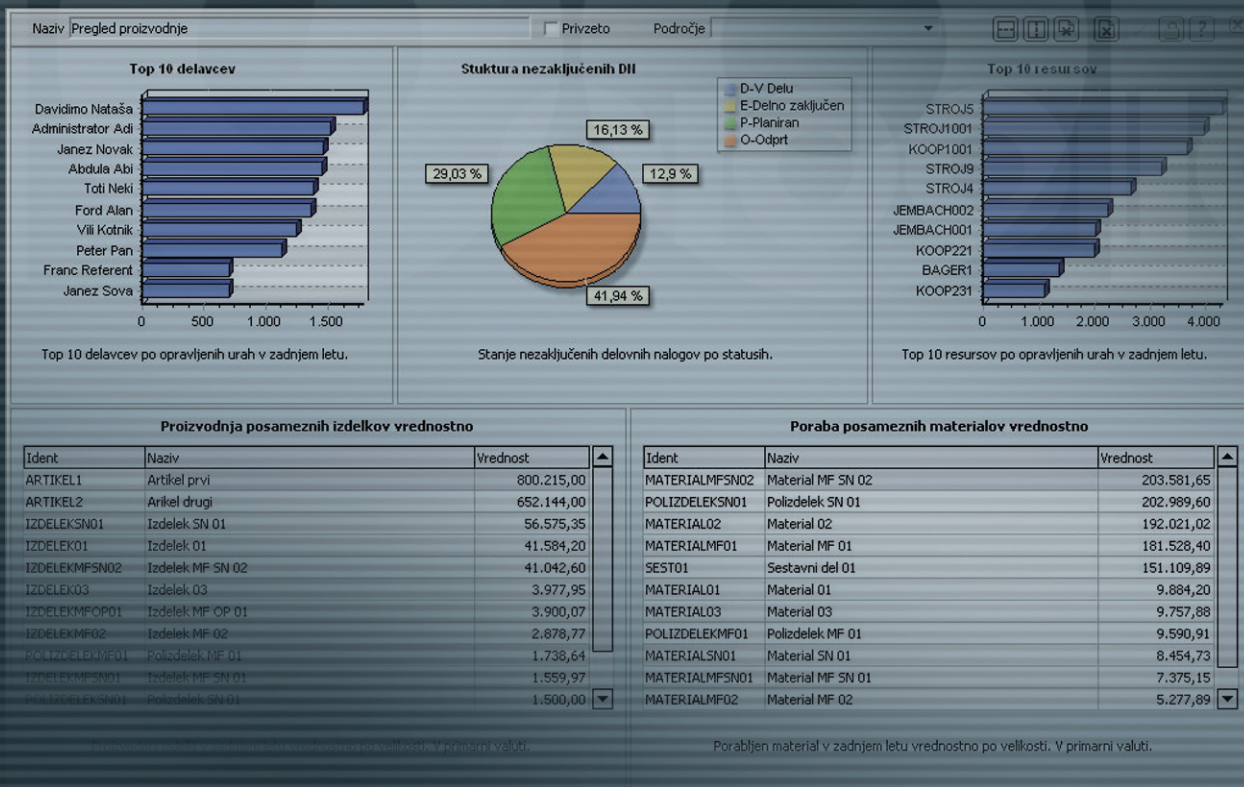 Naziv Pregled proizvodnje Privzeto Področje
Top 10 delavcev
Davidimo Nataša
Administrator Adi
Janez Novak
Abdula Abi
Toti Neki
Ford Alan
Vili Kotnik
Peter Pan
Franc Referent
Janez Sova
0 500 1.000 1.500
Top 10 delavcev po opravljenih urah v zadnjem letu.
Stuktura nezaključenih DN
D-V Delu
E-Delno zaključen
P-Planiran
O-Odprt
16,13 %
29,03 %
12,9 %
41,94 %
Stanje nezaključenih delovnih nalogov po statusih.
Top 10 resursov
STROJ5
STROJ1001
KOOP1001
STROJ9
STROJ4
JEMBACH002
JEMBACH001
KOOP221
BAGER1
KOOP231
0 1.000 2.000 3.000 4.000
Top 10 resursov po opravljenih urah v zadnjem letu.
Proizvodnja posameznih izdelkov vrednostno
Ident Naziv Vrednost
ARTIKEL1 Artikel prvi 800.215,00
ARTIKEL2 Arikel drugi 652.144,00
IZDELEKSN01 Izdelek SN 01 56.575,35
IZDELEK01 Izdelek 01 41.584,20
IZDELEKMFSN02 Izdelek MF SN 02 41.042,60
IZDELEK03 Izdelek 03 3.977,95
IZDELEKMFOP01 Izdelek MF OP 01 3.900,07
IZDELEKMF02 Izdelek MF 02 2.878,77
POLIZDELEKMF01 Polizdelek MF 01 1.738,64
IZDELEKMFSN01 Izdelek MF SN 01 1.559,97
POLIZDELEKSN01 Polizdelek SN 01 1.500,00
v zadnjem letu vrednostno po velikosti. V primarni valuti.
Poraba posameznih materialov vrednostno
Ident Naziv Vrednost
MATERIALMFSN02 Material MF SN 02 203.581,65
POLIZDELEKSN01 Polizdelek SN 01 202.989,60
MATERIAL02 Material 02 192.021,02
MATERIALMF01 Material MF 01 181.528,40
SEST01 Sestavni del 01 151.109,89
MATERIAL01 Material 01 9.884,20
MATERIAL03 Material 03 9.757,88
POLIZDELEKMF01 Polizdelek MF 01 9.590,91
MATERIALSN01 Material SN 01 8.454,73
MATERIALMFSN01 Material MF SN 01 7.375,15
MATERIALMF02 Material MF 02 5.277,89
Porabljen material v zadnjem letu vrednostno po velikosti. V primarni valuti.